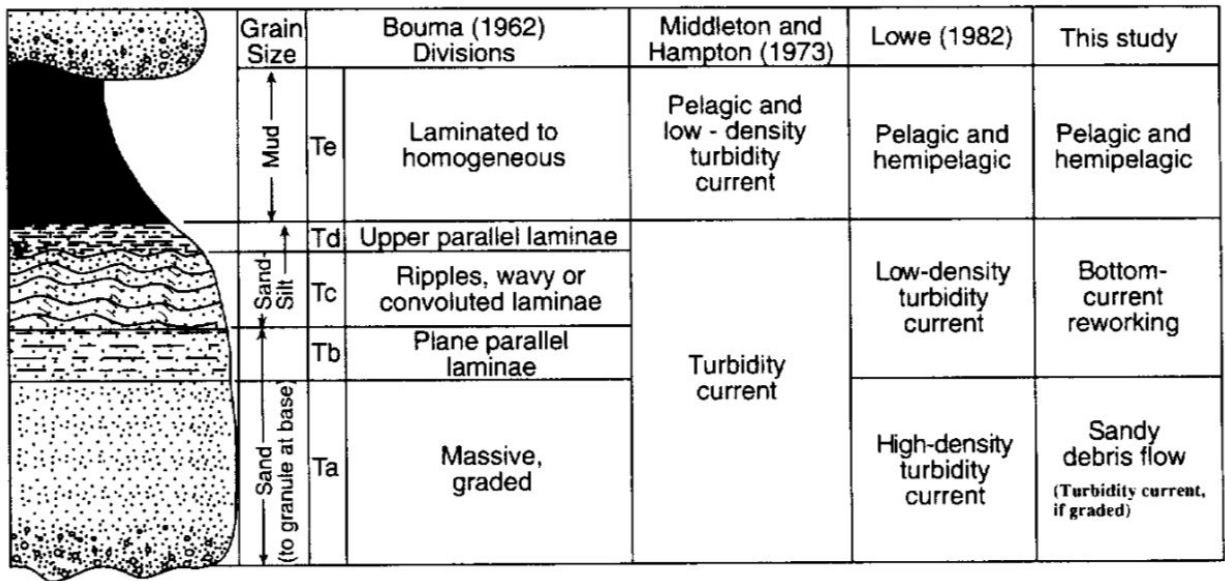 Grain
Size
Bouma (1962)
Divisions
Middleton and
Hampton (1973)
Lowe (1982)
This study
Mud
Te
Laminated to
homogeneous
Pelagic and
low - density
turbidity
current
Pelagic and
hemipelagic
Pelagic and
hemipelagic
Sand-
Silt
Td
Upper parallel laminae
Tc
Ripples, wavy or
convoluted laminae
Tb
Plane parallel
laminae
Turbidity
current
Low-density
turbidity
current
Bottom-
current
reworking
Sand
(to granule at base)
Ta
Massive,
graded
High-density
turbidity
current
Sandy
debris flow
(Turbidity current,
if graded)